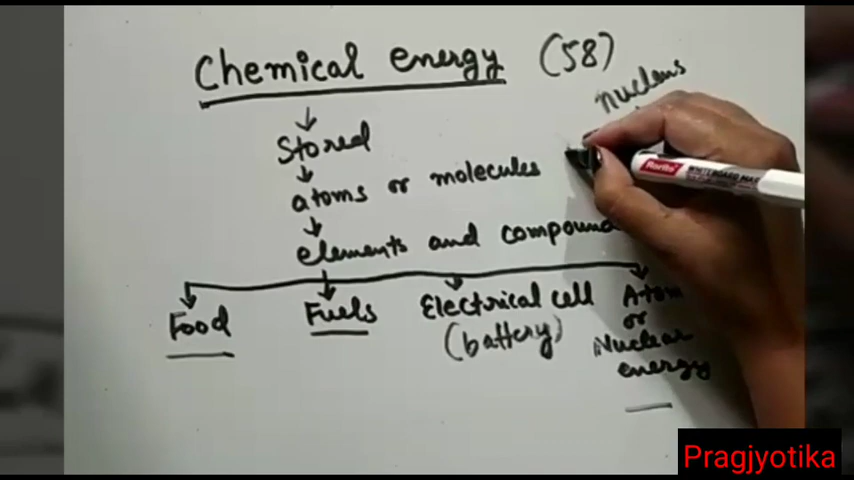 Chemical energy (58)
nucleus
Stored
atoms or molecules
elements and compound
Food Fuels Electrical cell Atom
(battery) or
Nuclear
energy
Pragjyotika